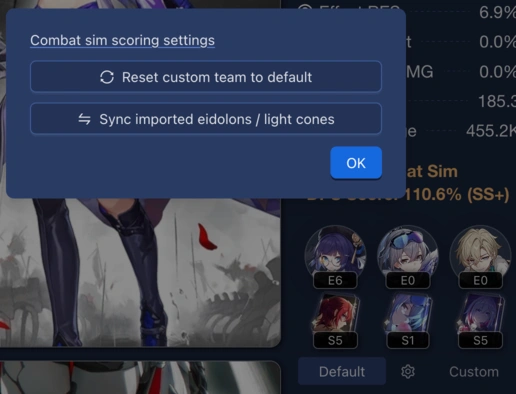 Combat sim scoring settings
Reset custom team to default
Sync imported eidolons / light cones
OK
6.9%
0.0%
MG 0.0%
185.3
455.2K
at Sim
110.6% (SS+)
E6 E0 E0
S5 S1 S5
Default Custom